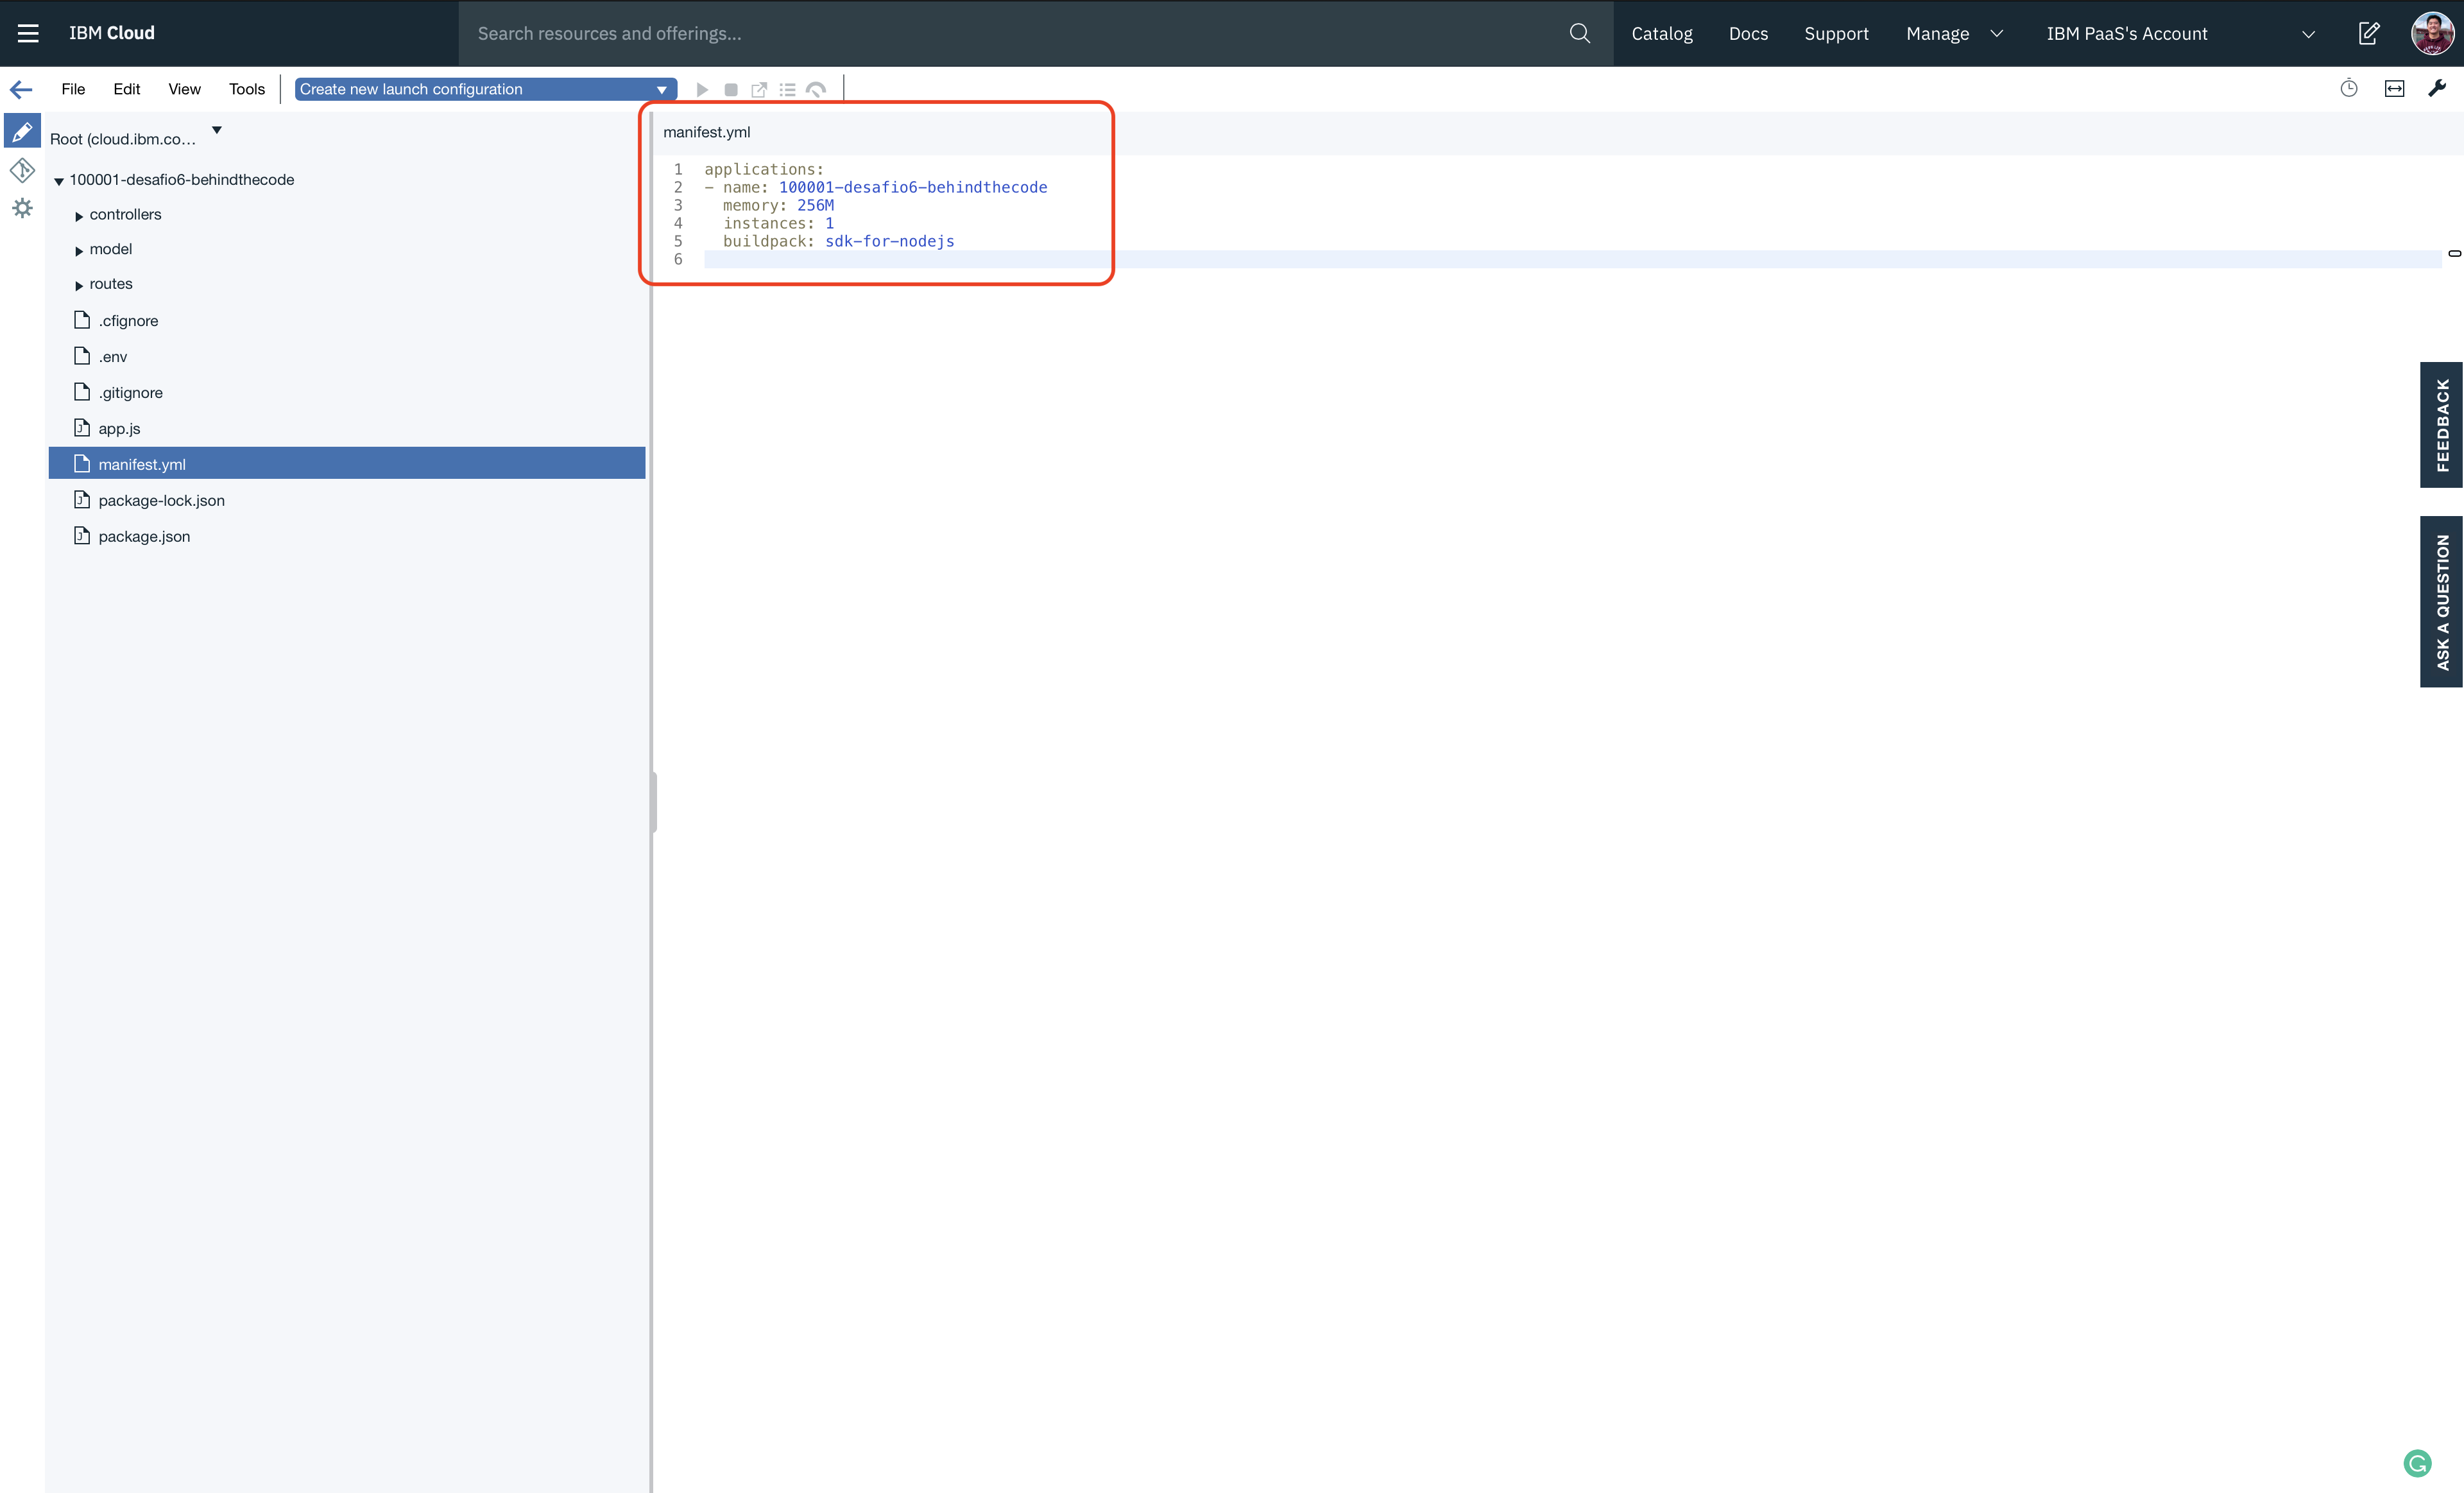 IBM Cloud
Search resources and offerings...
Catalog
Docs
Support
Manage
IBM PaaS's Account
File
Edit
View
Tools
Create new launch configuration
Root (cloud.ibm.co...
100001-desafio6-behindthecode
controllers
model
routes
.cfignore
.env
.gitignore
app.js
manifest.yml
package-lock.json
package.json
manifest.yml
1 applications:
2 - name: 100001-desafio6-behindthecode
3 memory: 256M
4 instances: 1
5 buildpack: sdk-for-nodejs
6
FEEDBACK
ASK A QUESTION